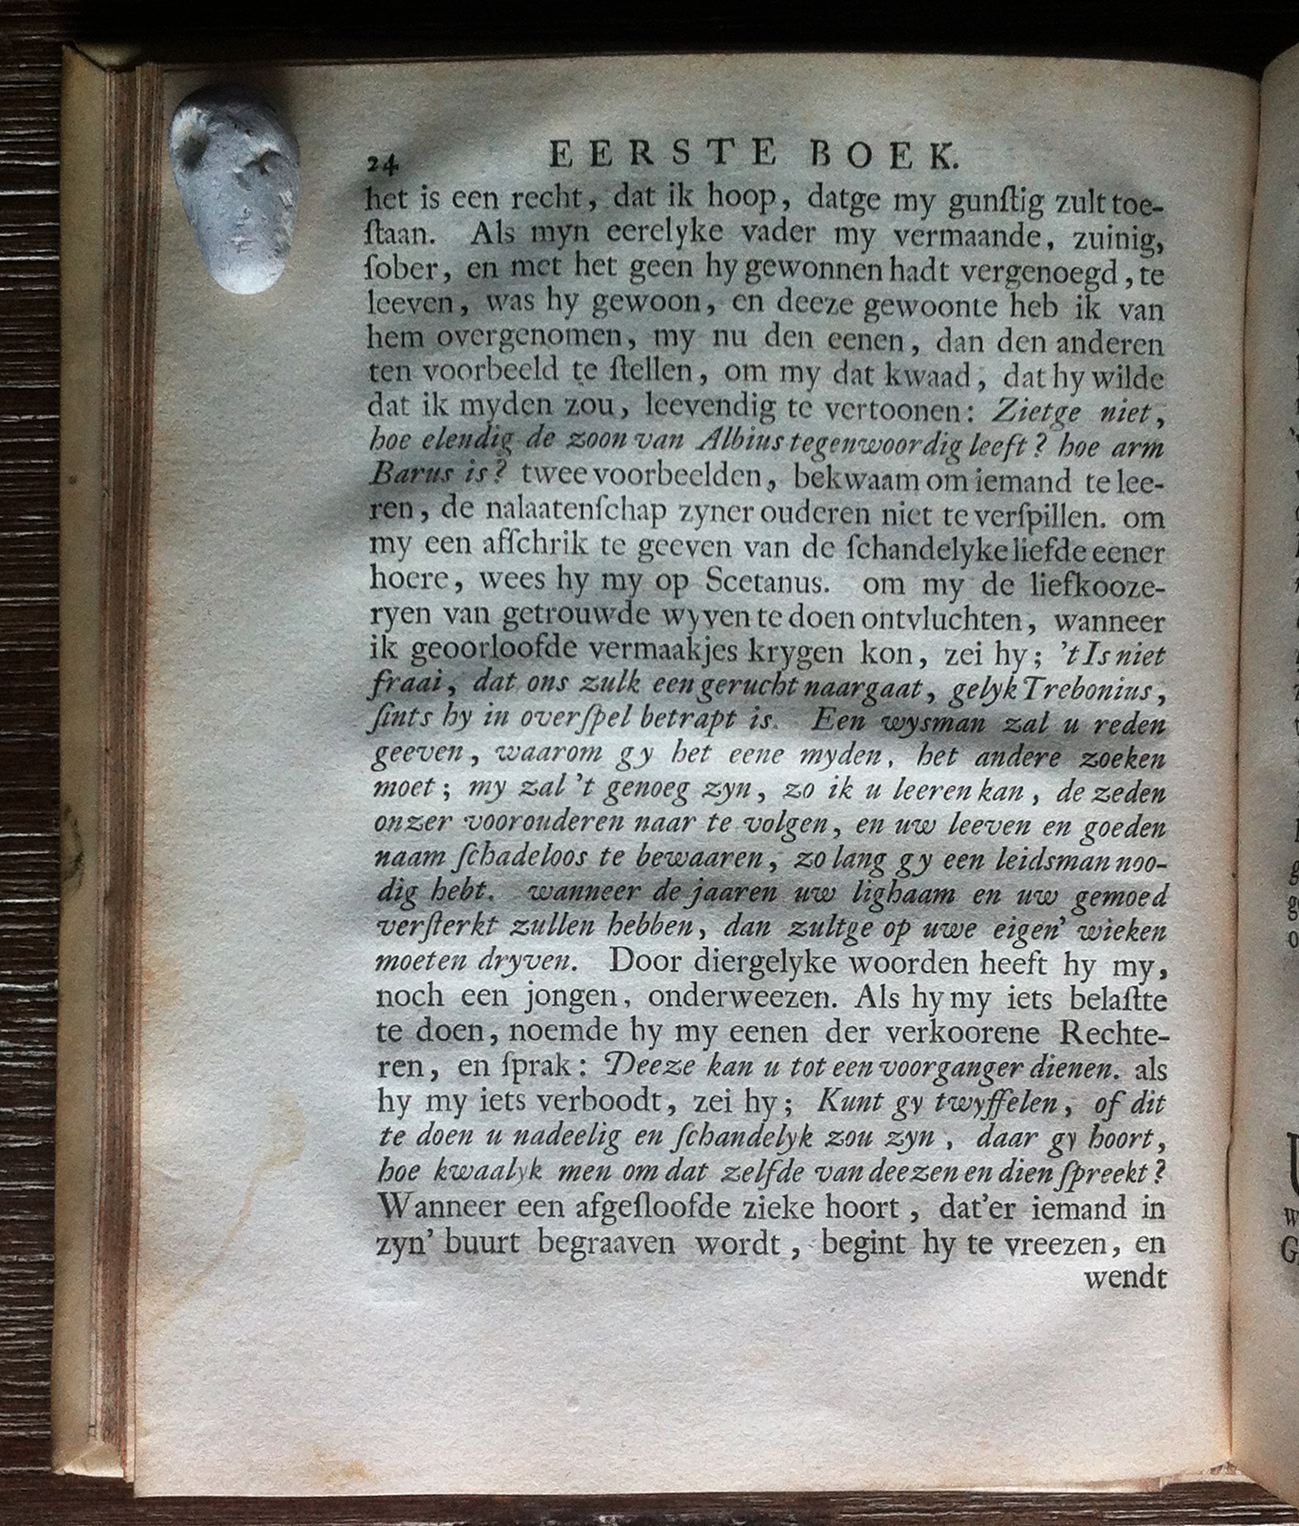 24 EERSTE BOEK.
het is een recht, dat ik hoop, datge my gunſtig zult toe-
ſtaan. Als myn eerelyke vader my vermaande, zuinig,
ſober, en met het geen hy gewonnen hadt vergenoegd, te
leeven, was hy gewoon, en deeze gewoonte heb ik van
hem overgenomen, my nu den eenen, dan den anderen
ten voorbeeld te ſtellen, om my dat kwaad, dat hy wilde
dat ik myden zou, leevendig te vertoonen: Zietge niet,
hoe elendig de zoon van Albius tegenwoordig leeft? hoe arm
Barus is? twee voorbeelden, bekwaam om iemand te lee-
ren, de nalaatenſchap zyner ouderen niet te verſpillen. om
my een afſchrik te geeven van de ſchandelyke liefde eener
hoere, wees hy my op Scetanus. om my de liefkooze-
ryen van getrouwde wyven te doen ontvluchten, wanneer
ik geoorloofde vermaakjes krygen kon, zei hy; 't Is niet
fraai, dat ons zulk een gerucht naargaat, gelyk Trebonius,
ſints hy in overſpel betrapt is. Een wysman zal u reden
geeven, waarom gy het eene myden, het andere zoeken
moet; my zal 't genoeg zyn, zo ik u leeren kan, de zeden
onzer voorouderen naar te volgen, en uw leeven en goeden
naam ſchadeloos te bewaaren, zo lang gy een leidsman noo-
dig hebt. wanneer de jaaren uw lighaam en uw gemoed
verſterkt zullen hebben, dan zultge op uwe eigen' wieken
moeten dryven. Door diergelyke woorden heeft hy my,
noch een jongen, onderweezen. Als hy my iets belaſtte
te doen, noemde hy my eenen der verkoorene Rechte-
ren, en ſprak: Deeze kan u tot een voorganger dienen. als
hy my iets verboodt, zei hy; Kunt gy twyffelen, of dit
te doen u nadeelig en ſchandelyk zou zyn, daar gy hoort,
hoe kwaalyk men om dat zelfde van deezen en dien ſpreekt?
Wanneer een afgeſloofde zieke hoort, dat'er iemand in
zyn' buurt begraaven wordt, begint hy te vreezen, en
wendt